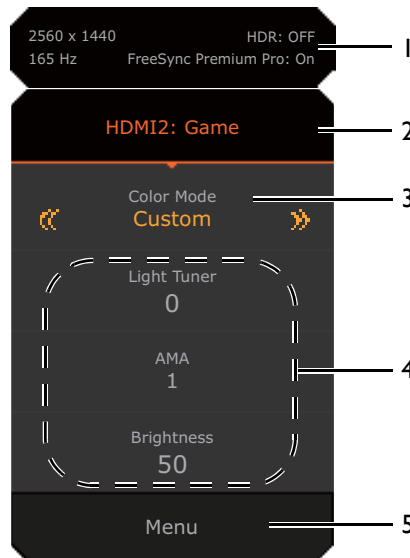 2560 x 1440 HDR: OFF
165 Hz FreeSync Premium Pro: On
1
HDMI2: Game
2
Color Mode
3
Custom
Light Tuner
0
AMA
4
1
Brightness
50
Menu
5